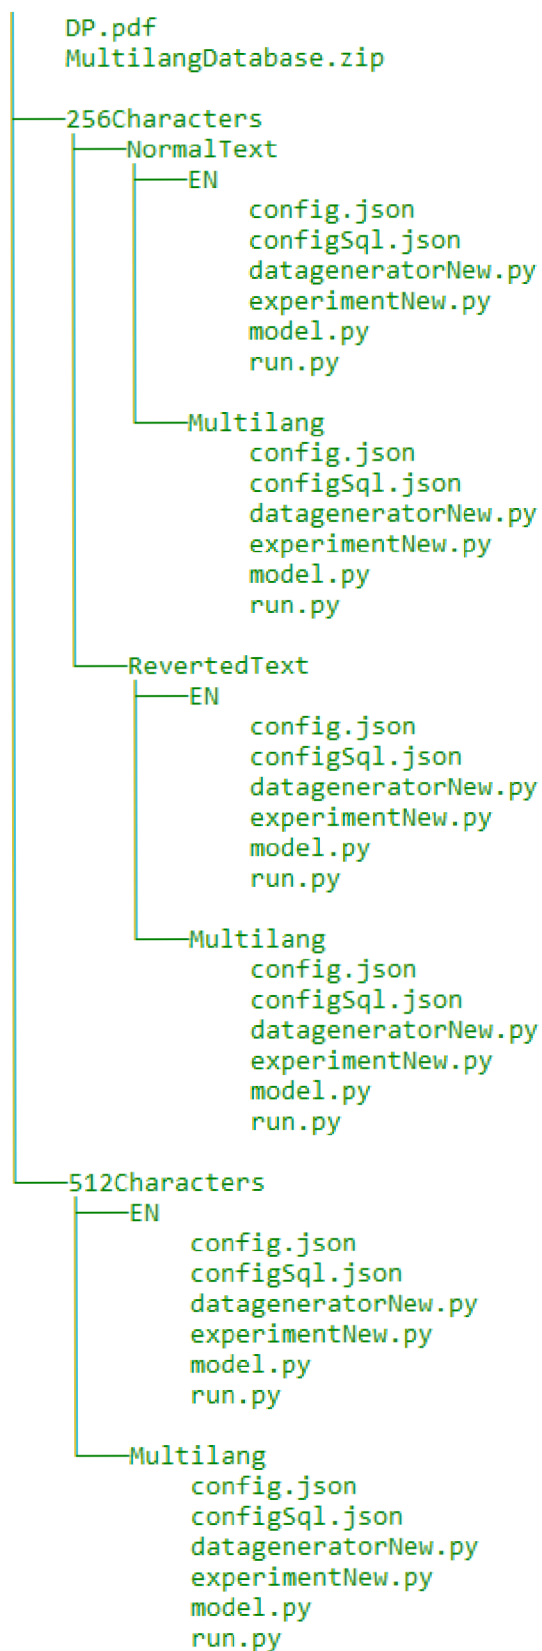 DP.pdf
MultilangDatabase.zip
256Characters
NormalText
EN
config.json
configSql.json
datageneratorNew.py
experimentNew.py
model.py
run.py
Multilang
config.json
configSql.json
datageneratorNew.py
experimentNew.py
model.py
run.py
RevertedText
EN
config.json
configSql.json
datageneratorNew.py
experimentNew.py
model.py
run.py
Multilang
config.json
configSql.json
datageneratorNew.py
experimentNew.py
model.py
run.py
512Characters
EN
config.json
configSql.json
datageneratorNew.py
experimentNew.py
model.py
run.py
Multilang
config.json
configSql.json
datageneratorNew.py
experimentNew.py
model.py
run.py